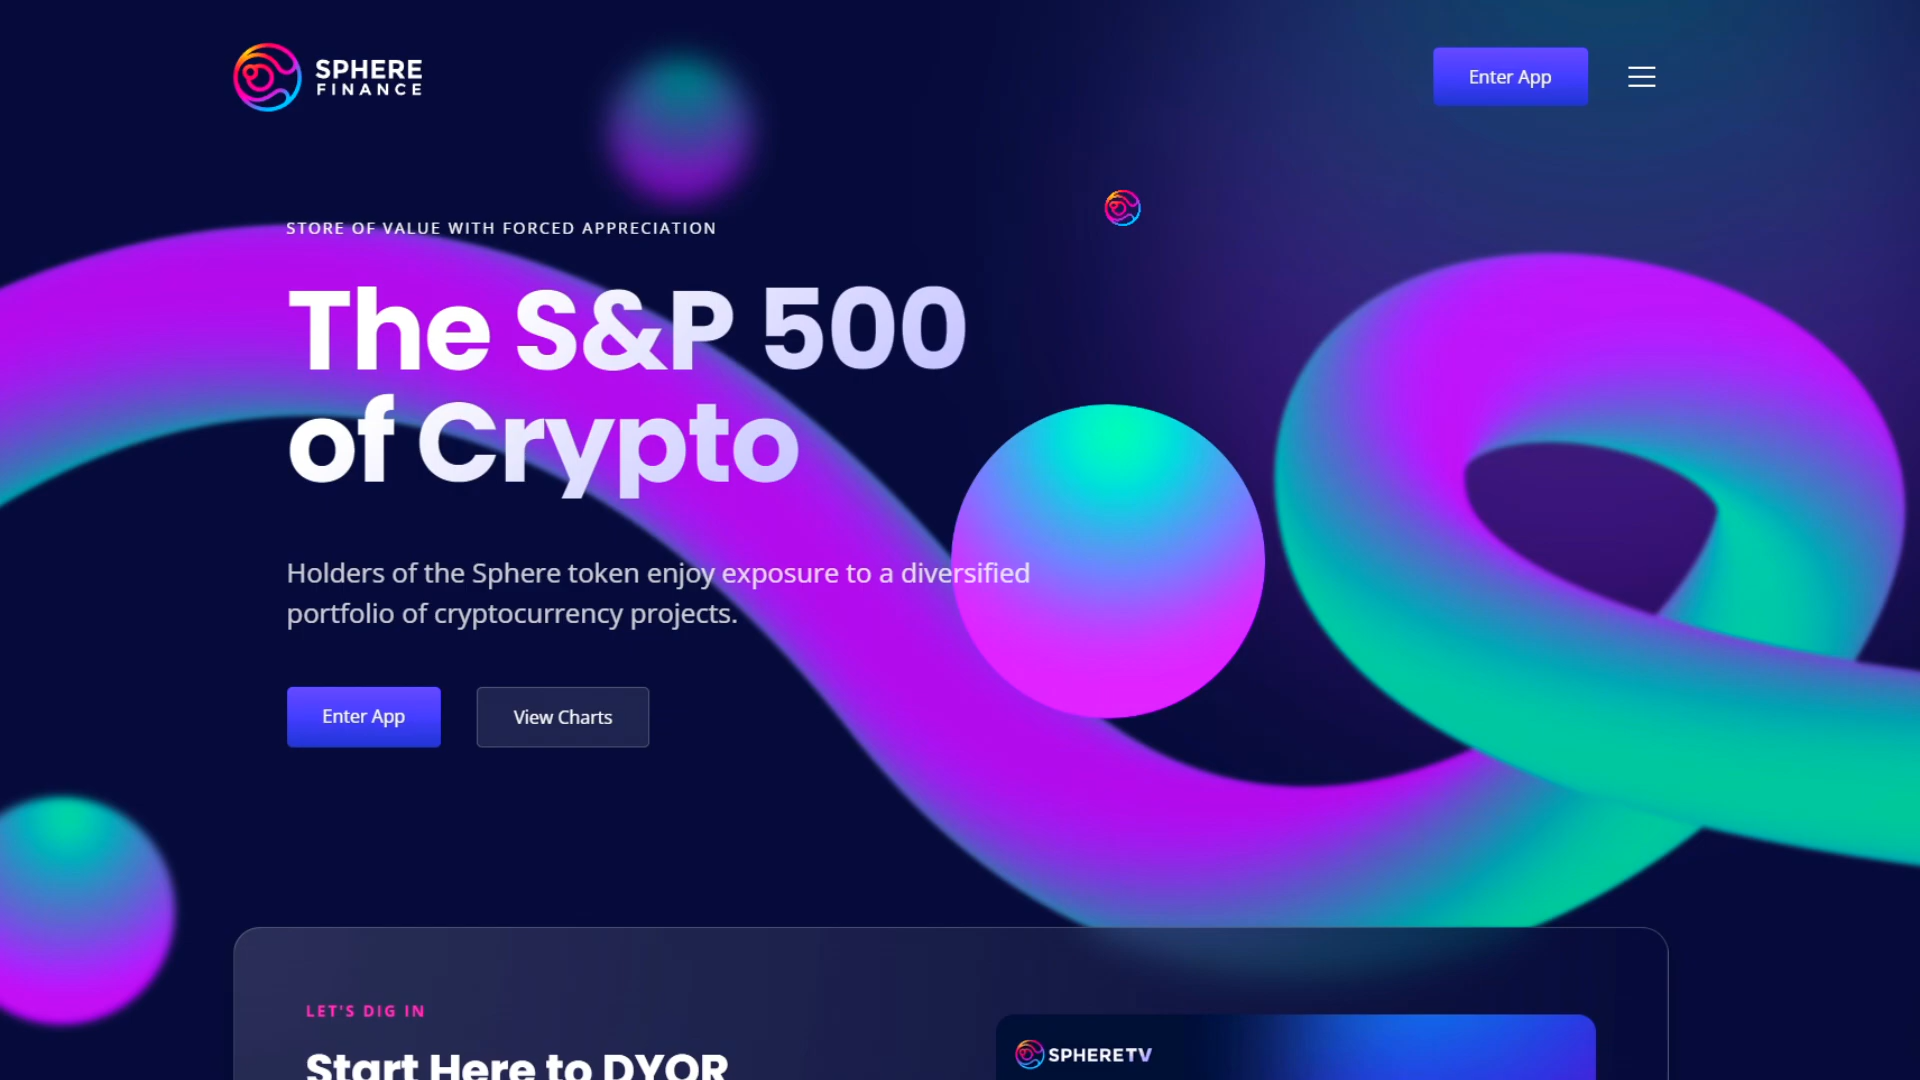 SPHERE
FINANCE
Enter App
STORE OF VALUE WITH FORCED APPRECIATION
The S&P 500
of Crypto
Holders of the Sphere token enjoy exposure to a diversified
portfolio of cryptocurrency projects.
Enter App
View Charts
LET'S DIG IN
Start Here to DYOR
SPHERETV